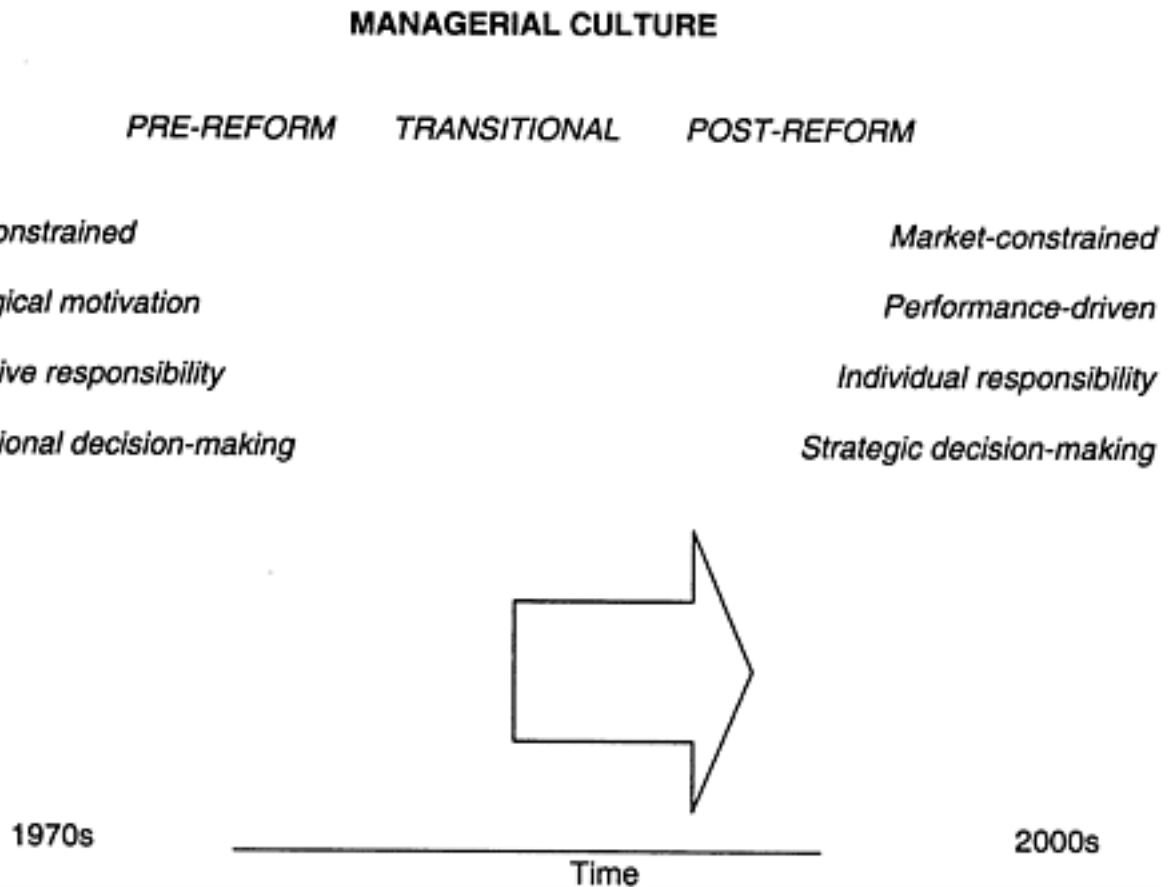 MANAGERIAL CULTURE
PRE-REFORM TRANSITIONAL POST-REFORM
onstrained Market-constrained
gical motivation Performance-driven
ive responsibility Individual responsibility
ional decision-making Strategic decision-making
1970s 2000s
Time